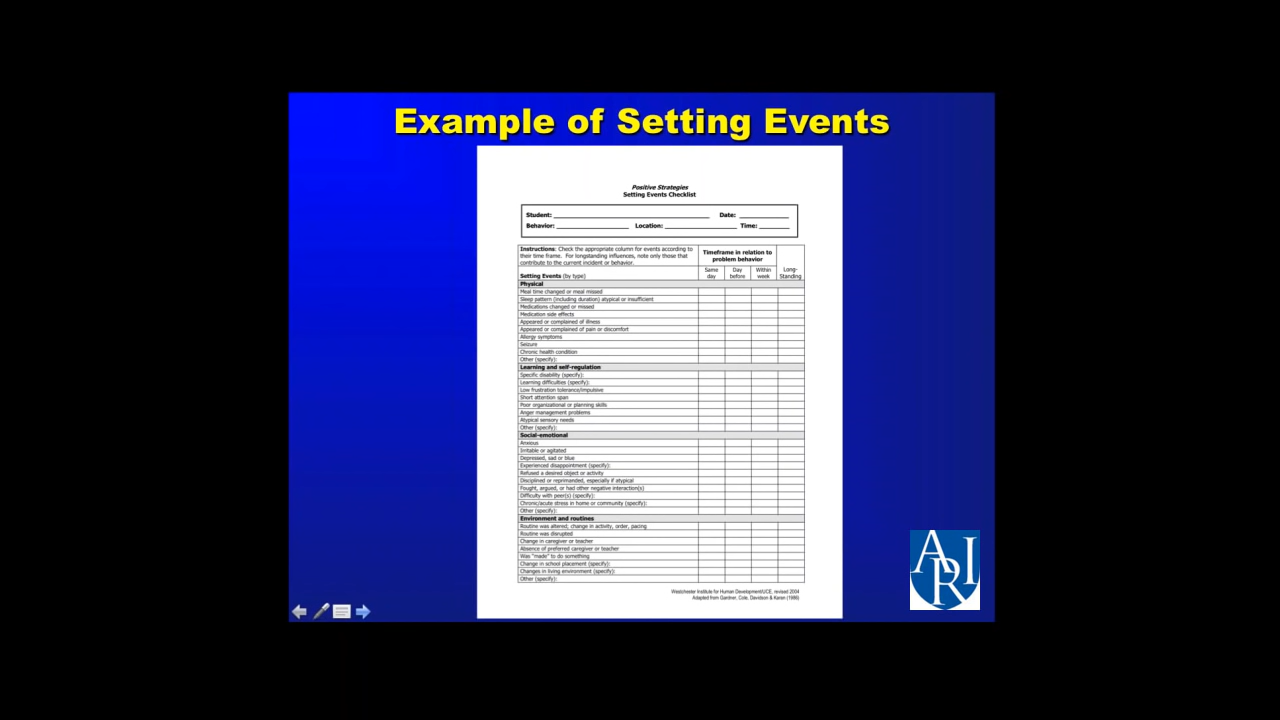 Example of Setting Events
Positive Strategies
Setting Events Checklist
Student: Date:
Behavior: Location: Time:
Instructions: Check the appropriate column for events according to
their time frame. For longstanding influences, note only those that
contribute to the current incident or behavior.
Timeframe in relation to
problem behavior
Setting Events (by type)
Same
day
Day
before
Within
week
Long-
Standing
Physical
Meal time changed or meal missed
Sleep pattern (including duration) atypical or insufficient
Medications changed or missed
Medication side effects
Appeared or complained of illness
Appeared or complained of pain or discomfort
Allergy symptoms
Seizure
Chronic health condition
Other (specify):
Learning and self-regulation
Specific disability (specify):
Learning difficulties (specify):
Low frustration tolerance/impulsive
Short attention span
Poor organizational or planning skills
Anger management problems
Atypical sensory needs
Other (specify):
Social-emotional
Anxious
Irritable or agitated
Depressed, sad or blue
Experienced disappointment (specify):
Refused a desired object or activity
Disciplined or reprimanded, especially if atypical
Fought, argued, or had other negative interaction(s)
Difficulty with peer(s) (specify):
Chronic/acute stress in home or community (specify):
Other (specify):
Environment and routines
Routine was altered; change in activity, order, pacing
Routine was disrupted
Change in caregiver or teacher
Absence of preferred caregiver or teacher
Was "made" to do something
Change in school placement (specify):
Changes in living environment (specify):
Other (specify):
Westchester Institute for Human Development/UCE, revised 2004
Adapted from Gardner, Cole, Davidson & Karan (1986)
ARI